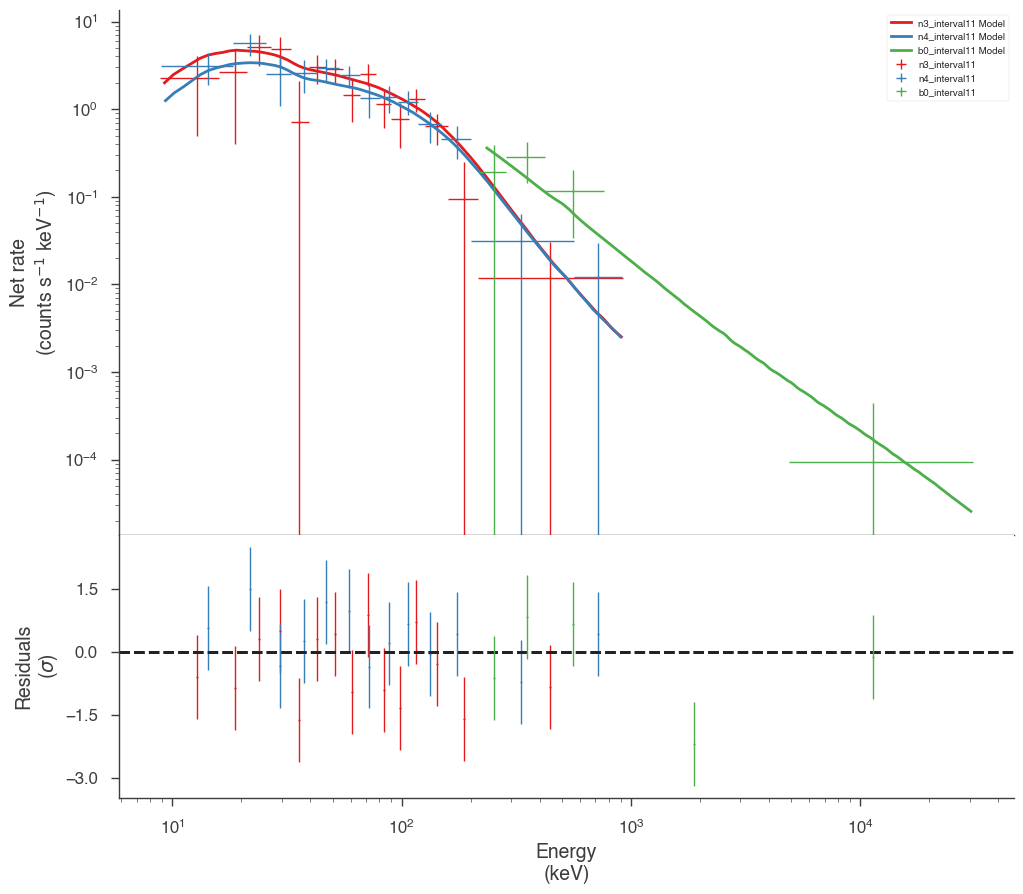 n3_interval11 Model
n4_interval11 Model
b0_interval11 Model
n3_interval11
n4_interval11
b0_interval11
10¹
10⁰
10⁻¹
10⁻²
10⁻³
10⁻⁴
Net rate
(counts s⁻¹ keV⁻¹)
1.5
0.0
−1.5
−3.0
Residuals
(σ)
10¹ 10² 10³ 10⁴
Energy
(keV)